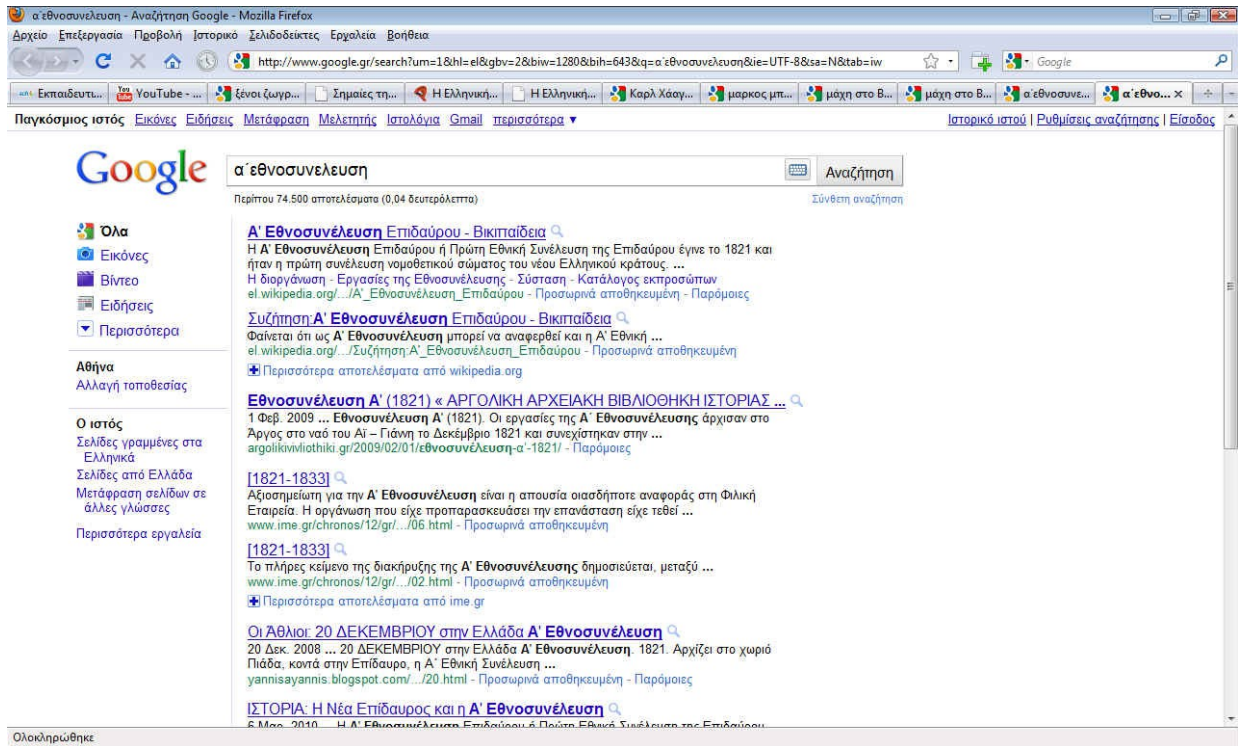 α΄εθνοσυνελευση - Αναζήτηση Google - Mozilla Firefox
Αρχείο Επεξεργασία Προβολή Ιστορικό Σελιδοδείκτες Εργαλεία Βοήθεια
http://www.google.gr/search?um=1&hl=el&gbv=2&biw=1280&bih=643&q=α΄εθνοσυνελευση&ie=UTF-8&sa=N&tab=iw Google
Εκπαιδευτι... YouTube - ... ξένοι ζωγρ... Σημαίες τη... Η Ελληνική... Η Ελληνική... Καρλ Χάαγ... μαρκος μπ... μάχη στο Β... μάχη στο Β... α΄εθνοσυνε... α΄εθνο...
Παγκόσμιος ιστός Εικόνες Ειδήσεις Μετάφραση Μελετητής Ιστολόγια Gmail περισσότερα ▼ Ιστορικό ιστού | Ρυθμίσεις αναζήτησης | Είσοδος
Google α΄εθνοσυνελευση Αναζήτηση
Περίπου 74.500 αποτελέσματα (0,04 δευτερόλεπτα) Σύνθετη αναζήτηση
Όλα
Εικόνες
Βίντεο
Ειδήσεις
Περισσότερα
Αθήνα
Αλλαγή τοποθεσίας
Ο ιστός
Σελίδες γραμμένες στα
Ελληνικά
Σελίδες από Ελλάδα
Μετάφραση σελίδων σε
άλλες γλώσσες
Περισσότερα εργαλεία
Α' Εθνοσυνέλευση Επιδαύρου - Βικιπαίδεια
Η Α' Εθνοσυνέλευση Επιδαύρου ή Πρώτη Εθνική Συνέλευση της Επιδαύρου έγινε το 1821 και
ήταν η πρώτη συνέλευση νομοθετικού σώματος του νέου Ελληνικού κράτους. ...
Η διοργάνωση - Εργασίες της Εθνοσυνέλευσης - Σύσταση - Κατάλογος εκπροσώπων
el.wikipedia.org/.../Α'_Εθνοσυνέλευση_Επιδαύρου - Προσωρινά αποθηκευμένη - Παρόμοιες
Συζήτηση:Α' Εθνοσυνέλευση Επιδαύρου - Βικιπαίδεια
Φαίνεται ότι ως Α' Εθνοσυνέλευση μπορεί να αναφερθεί και η Α' Εθνική ...
el.wikipedia.org/.../Συζήτηση:Α'_Εθνοσυνέλευση_Επιδαύρου - Προσωρινά αποθηκευμένη
Περισσότερα αποτελέσματα από wikipedia.org
Εθνοσυνέλευση Α' (1821) « ΑΡΓΟΛΙΚΗ ΑΡΧΕΙΑΚΗ ΒΙΒΛΙΟΘΗΚΗ ΙΣΤΟΡΙΑΣ ...
1 Φεβ. 2009 ... Εθνοσυνέλευση Α' (1821). Οι εργασίες της Α΄ Εθνοσυνέλευσης άρχισαν στο
Άργος στο ναό του Αϊ – Γιάννη το Δεκέμβριο 1821 και συνεχίστηκαν στην ...
argolikivivliothiki.gr/2009/02/01/εθνοσυνέλευση-α'-1821/ - Παρόμοιες
[1821-1833]
Αξιοσημείωτη για την Α' Εθνοσυνέλευση είναι η απουσία οιασδήποτε αναφοράς στη Φιλική
Εταιρεία. Η οργάνωση που είχε προπαρασκευάσει την επανάσταση είχε τεθεί ...
www.ime.gr/chronos/12/gr/.../06.html - Προσωρινά αποθηκευμένη
[1821-1833]
Το πλήρες κείμενο της διακήρυξης της Α' Εθνοσυνέλευσης δημοσιεύεται, μεταξύ ...
www.ime.gr/chronos/12/gr/.../02.html - Προσωρινά αποθηκευμένη
Περισσότερα αποτελέσματα από ime.gr
Οι Άθλιοι: 20 ΔΕΚΕΜΒΡΙΟΥ στην Ελλάδα Α' Εθνοσυνέλευση
20 Δεκ. 2008 ... 20 ΔΕΚΕΜΒΡΙΟΥ στην Ελλάδα Α' Εθνοσυνέλευση. 1821. Αρχίζει στο χωριό
Πιάδα, κοντά στην Επίδαυρο, η Α΄ Εθνική Συνέλευση ...
yannisayannis.blogspot.com/.../20.html - Προσωρινά αποθηκευμένη - Παρόμοιες
ΙΣΤΟΡΙΑ: Η Νέα Επίδαυρος και η Α' Εθνοσυνέλευση
6 Μαρ. 2010 ... Η Α' Εθνοσυνέλευση Επιδαύρου ή Πρώτη Εθνική Συνέλευση της Επιδαύρου
Ολοκληρώθηκε